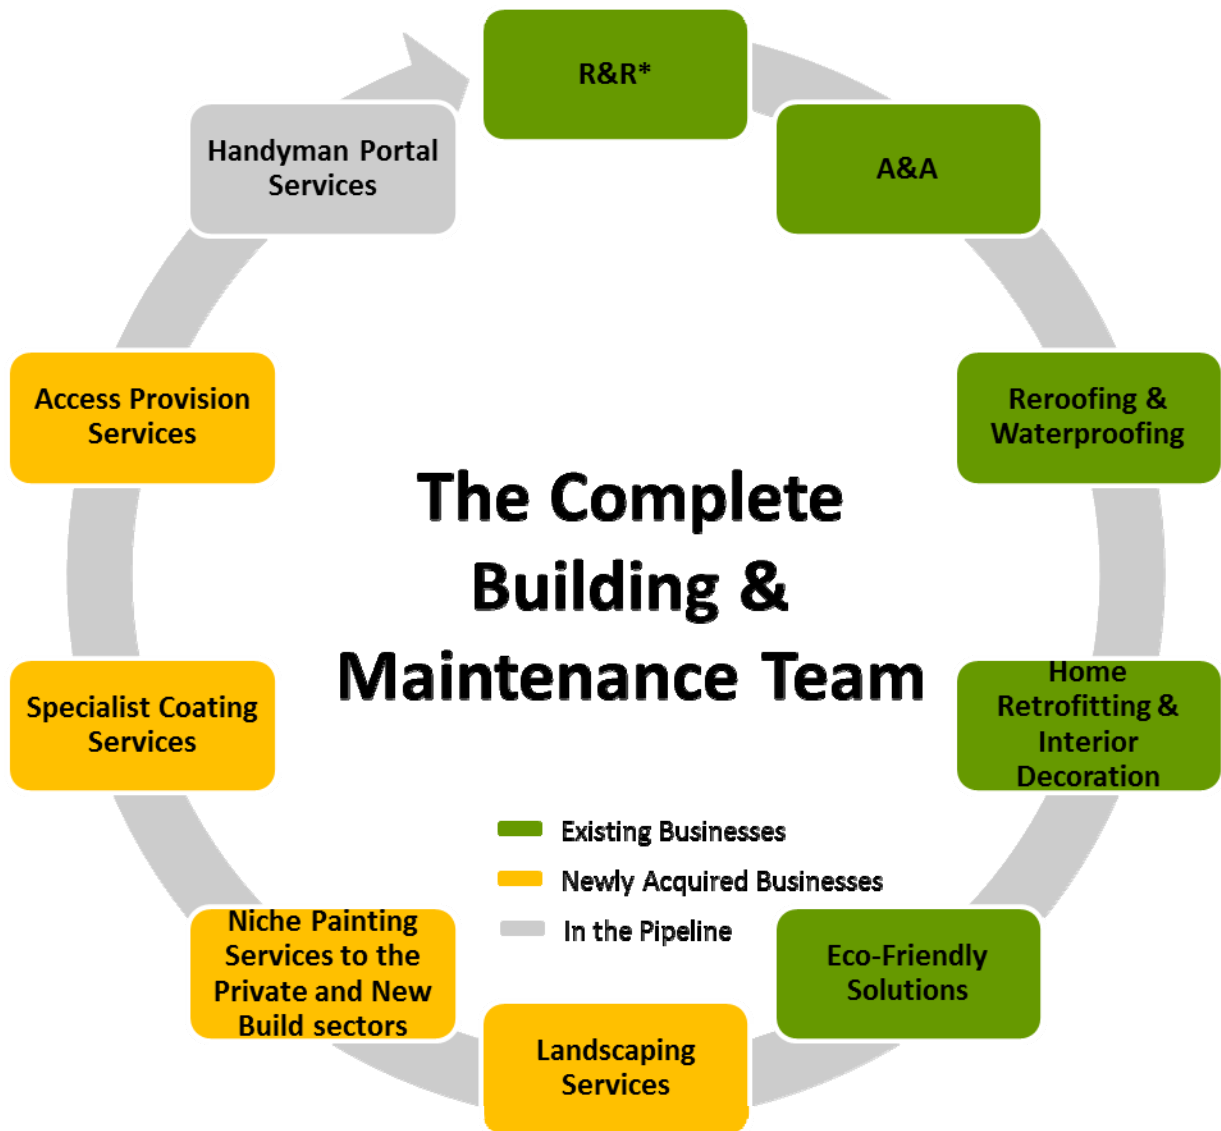 R&R*
A&A
Reroofing &
Waterproofing
Home
Retrofitting &
Interior
Decoration
Eco-Friendly
Solutions
Landscaping
Services
Niche Painting
Services to the
Private and New
Build sectors
Specialist Coating
Services
Access Provision
Services
Handyman Portal
Services
The Complete
Building &
Maintenance Team
Existing Businesses
Newly Acquired Businesses
In the Pipeline